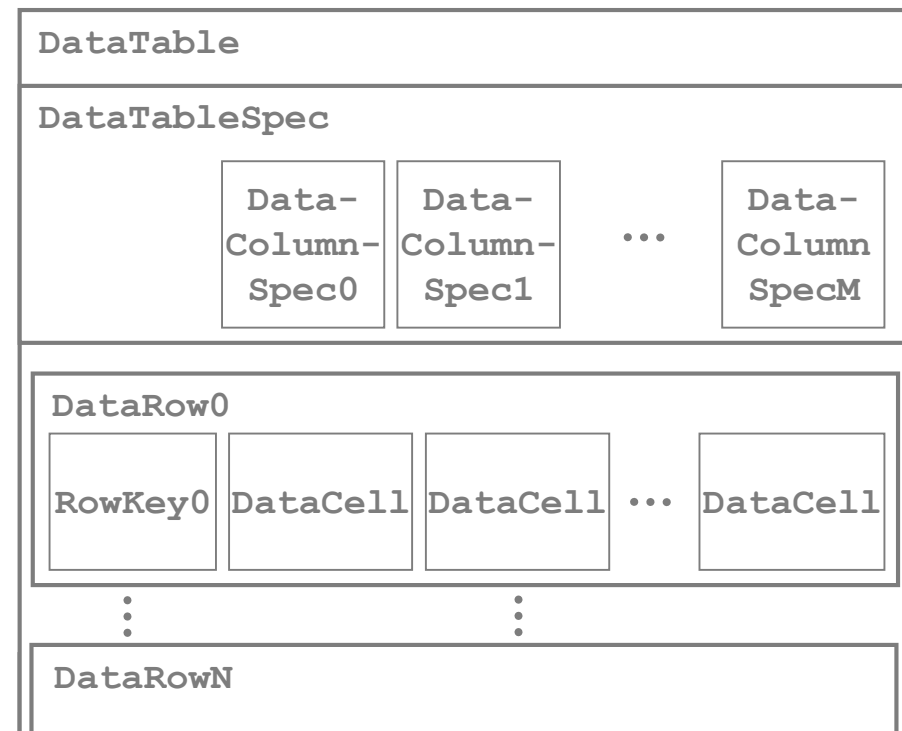 DataTable
DataTableSpec
Data- Data- ... Data-
Column- Column- Column
Spec0 Spec1 SpecM
DataRow0
RowKey0 DataCell DataCell ... DataCell
DataRowN